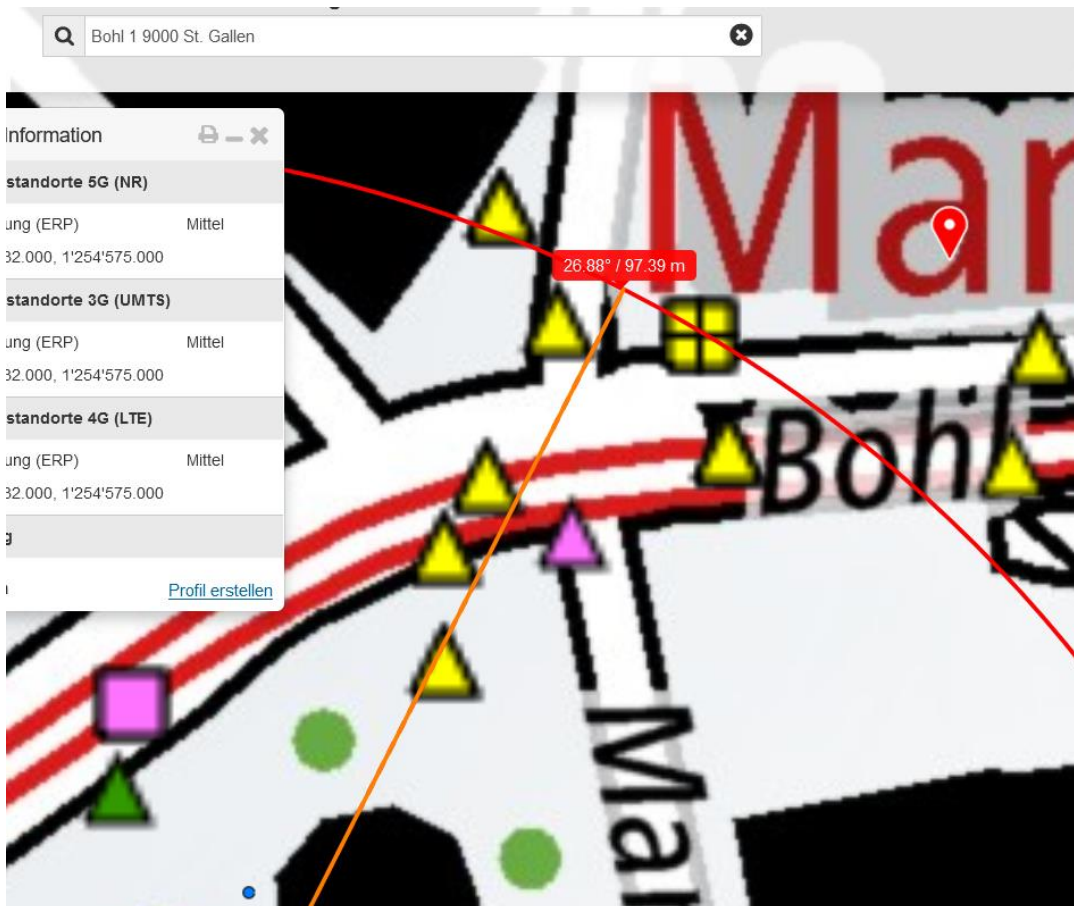 Bohl 1 9000 St. Gallen
Information
standorte 5G (NR)
ung (ERP) Mittel
32.000, 1'254'575.000
standorte 3G (UMTS)
ung (ERP) Mittel
32.000, 1'254'575.000
standorte 4G (LTE)
ung (ERP) Mittel
32.000, 1'254'575.000
g
Profil erstellen
Mar
26.88° / 97.39 m
Bohl
Mar